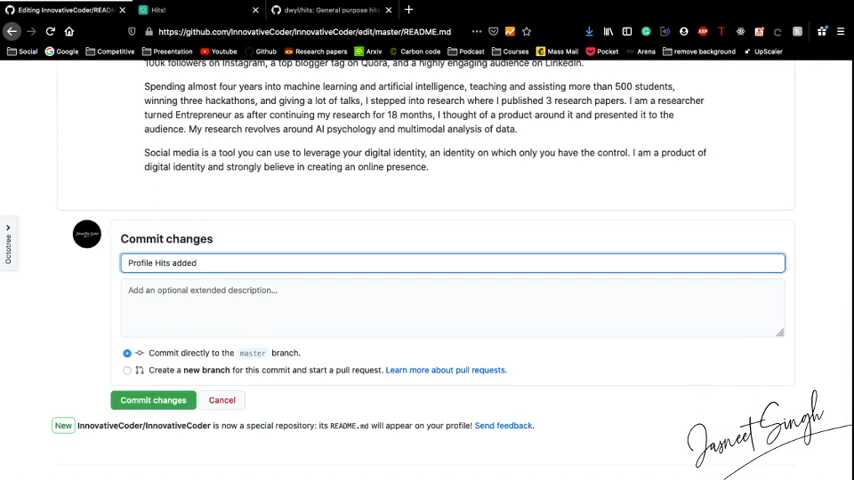 Editing InnovativeCoder/READM
Hits!
dwyl/hits: General purpose hits
https://github.com/InnovativeCoder/InnovativeCoder/edit/master/README.md
Social
Google
Competitive
Presentation
Youtube
Github
Research papers
Arxiv
Carbon code
Podcast
Courses
Mass Mail
Pocket
Arena
remove background
UpScaler
100k followers on Instagram, a top blogger tag on Quora, and a highly engaging audience on LinkedIn.
Spending almost four years into machine learning and artificial intelligence, teaching and assisting more than 500 students,
winning three hackathons, and giving a lot of talks, I stepped into research where I published 3 research papers. I am a researcher
turned Entrepreneur as after continuing my research for 18 months, I thought of a product around it and presented it to the
audience. My research revolves around AI psychology and multimodal analysis of data.
Social media is a tool you can use to leverage your digital identity, an identity on which only you have the control. I am a product of
digital identity and strongly believe in creating an online presence.
Octotree
Commit changes
Profile Hits added
Add an optional extended description...
Commit directly to the master branch.
Create a new branch for this commit and start a pull request. Learn more about pull requests.
Commit changes
Cancel
New InnovativeCoder/InnovativeCoder is now a special repository: its README.md will appear on your profile! Send feedback.
Jasneet Singh